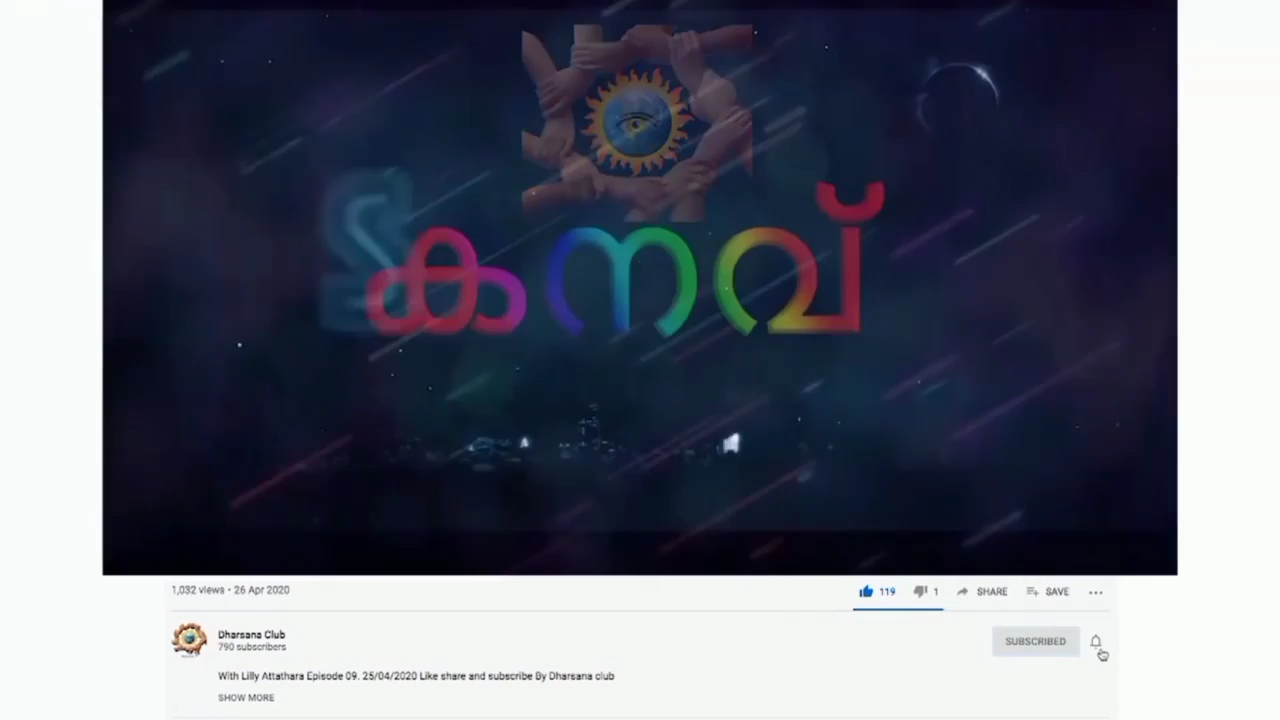 കനവ്
1,032 views • 26 Apr 2020
119 1 SHARE SAVE
Dharsana Club
790 subscribers
SUBSCRIBED
With Lilly Attathara Episode 09. 25/04/2020 Like share and subscribe By Dharsana club
SHOW MORE